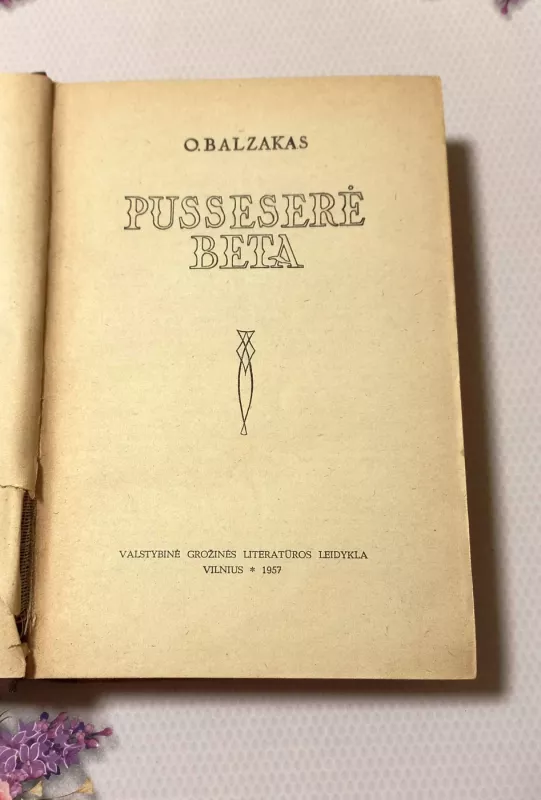 O. BALZAKAS
PUSSESERĖ
BETA
VALSTYBINĖ GROŽINĖS LITERATŪROS LEIDYKLA
VILNIUS * 1957